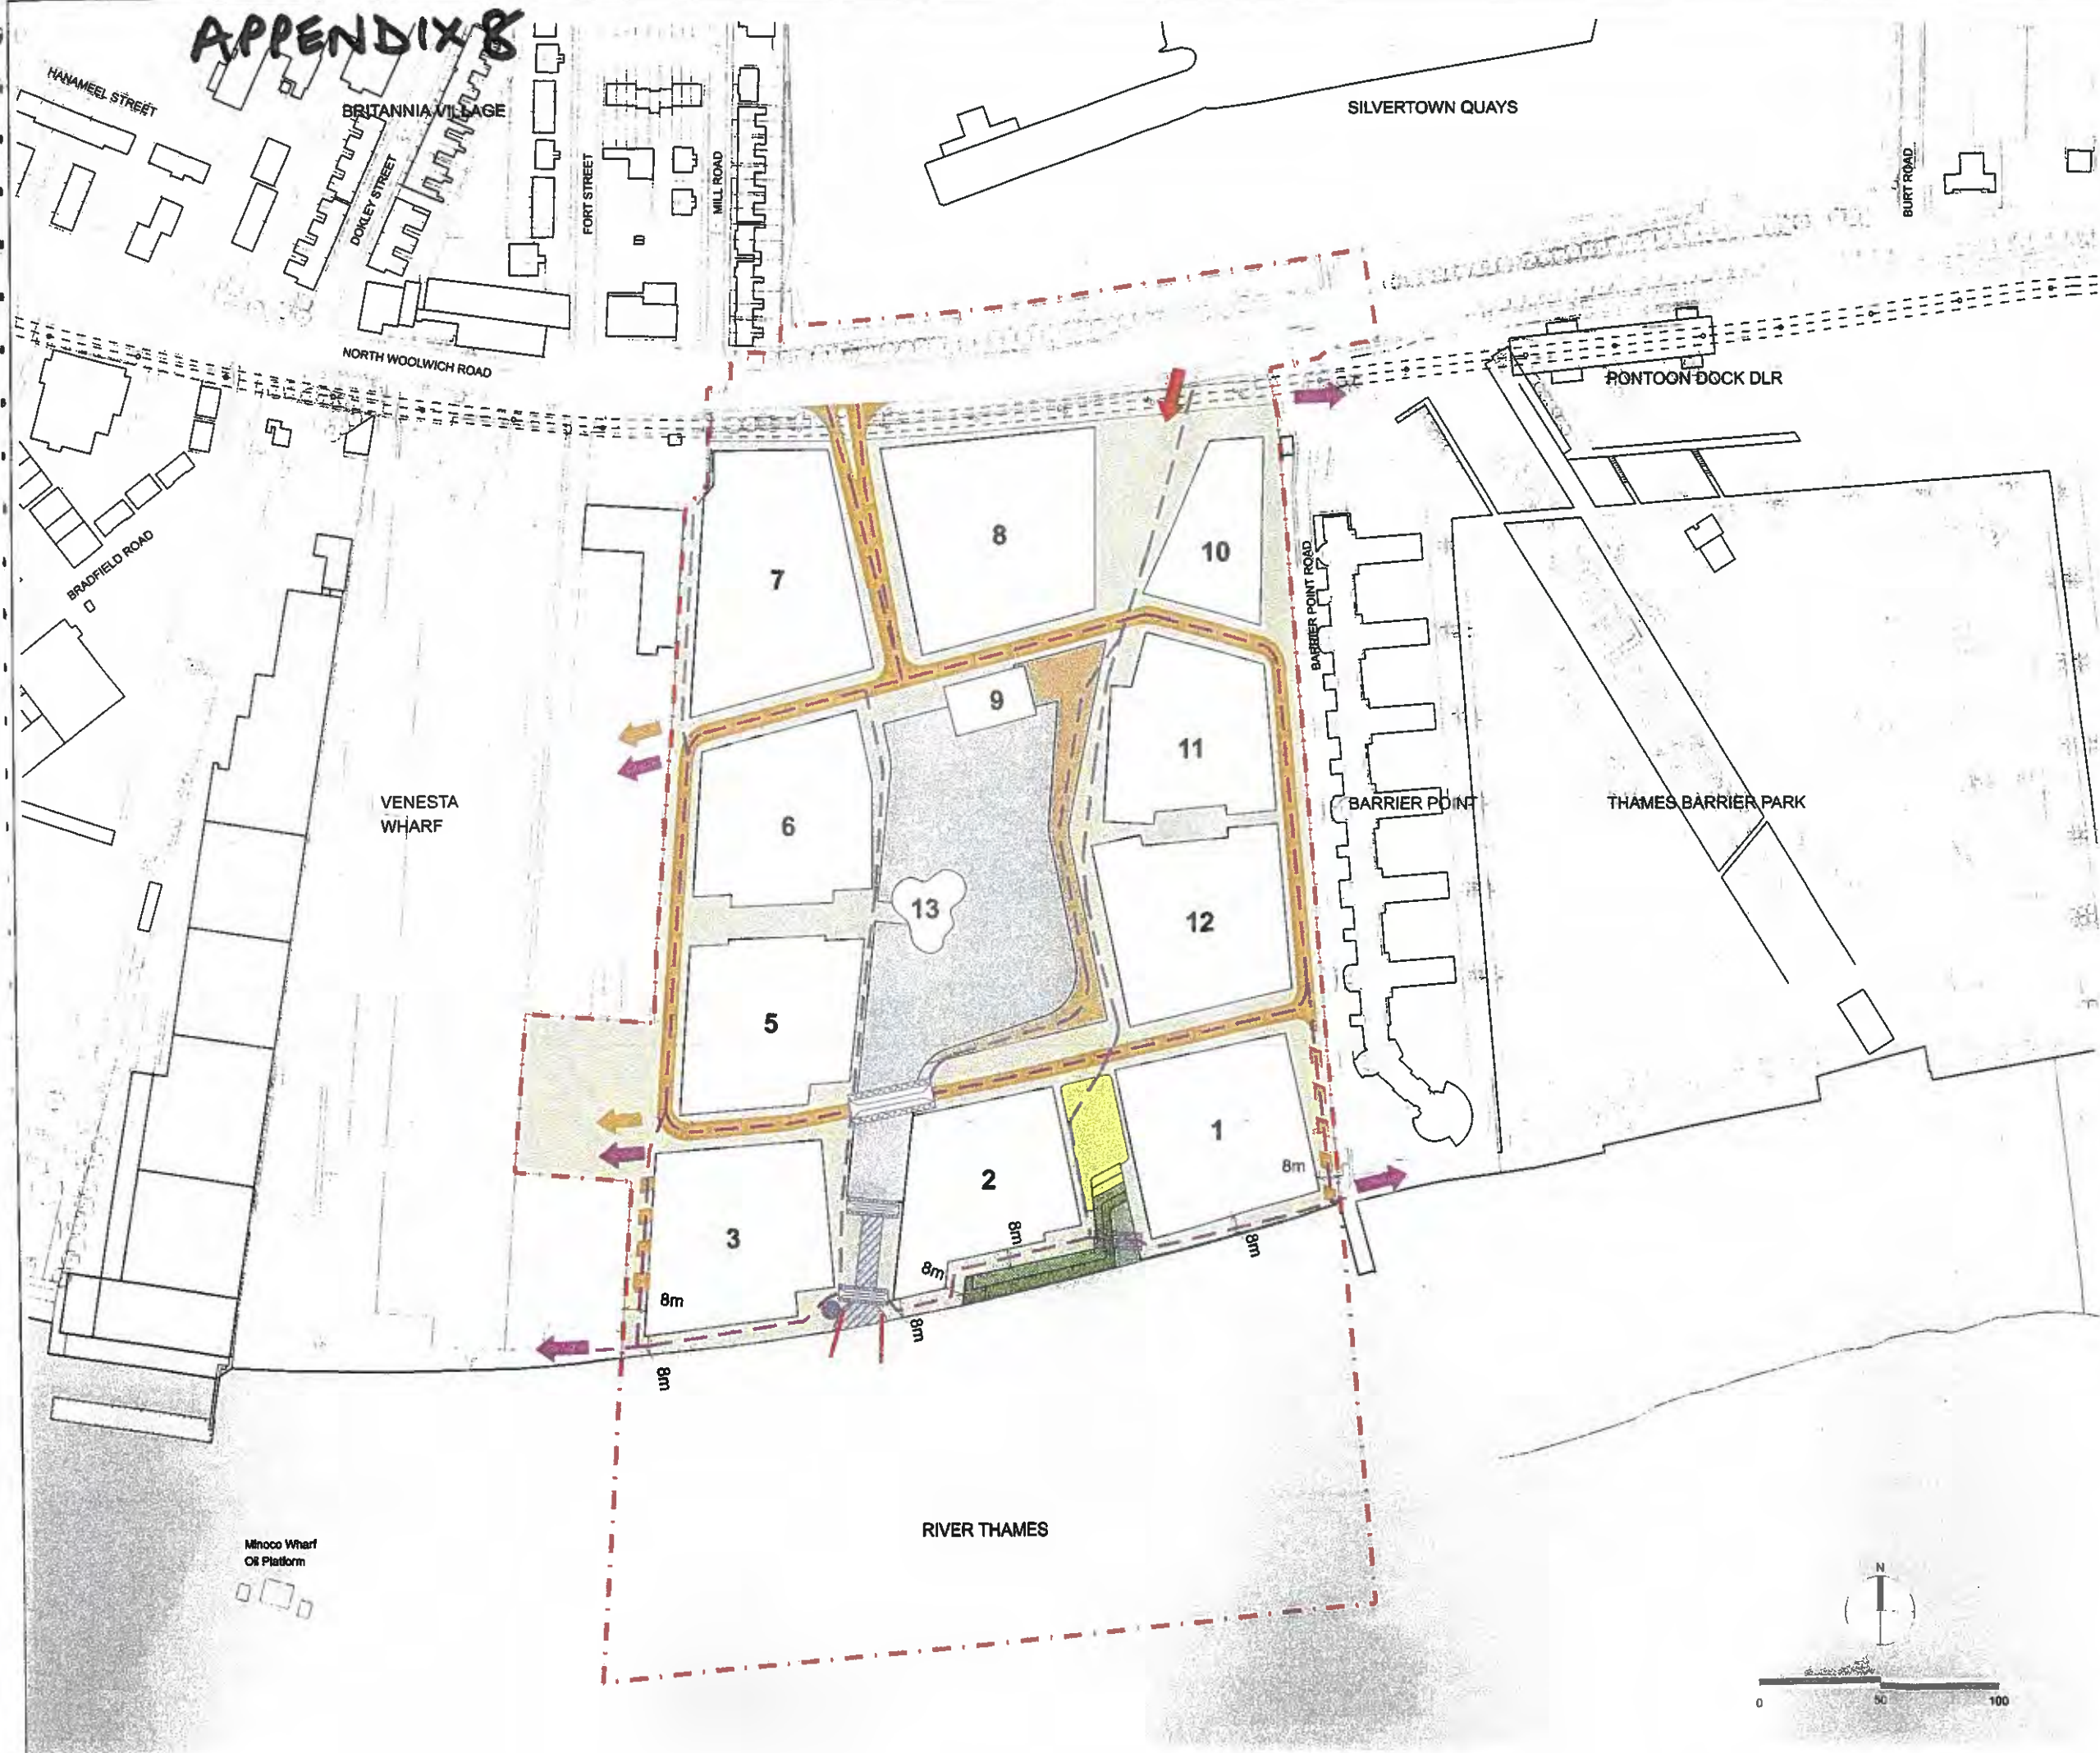 APPENDIX 8
HANAMEEL STREET
BRITANNIA VILLAGE
SILVERTOWN QUAYS
DOKLEY STREET
FORT STREET
MILL ROAD
BURT ROAD
NORTH WOOLWICH ROAD
PONTOON DOCK DLR
BRADFIELD ROAD
BARRIER POINT ROAD
7
8
10
9
11
6
VENESTA
WHARF
BARRIER POINT
THAMES BARRIER PARK
13
12
5
1
8m
2
3
8m
8m
8m
8m
8m
8m
RIVER THAMES
Minoco Wharf
Oil Platform
N
0
50
100